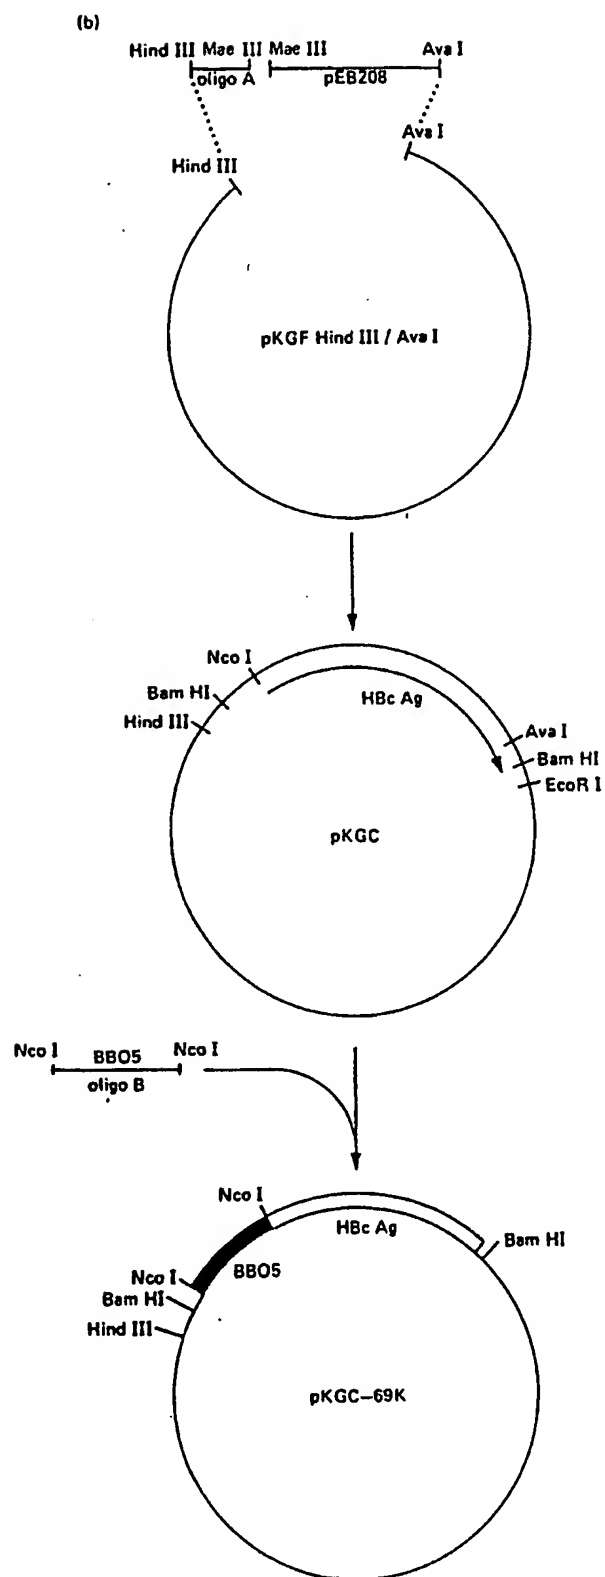 (b)
Hind III Mae III Mae III Ava I
oligo A pEB208
Ava I
Hind III
pKGF Hind III / Ava I
Nco I
HBc Ag
Bam HI
Hind III
Ava I
Bam HI
EcoR I
pKGC
Nco I BBO5 Nco I
oligo B
Nco I
HBc Ag
Bam HI
BBO5
Nco I
Bam HI
Hind III
pKGC-69K